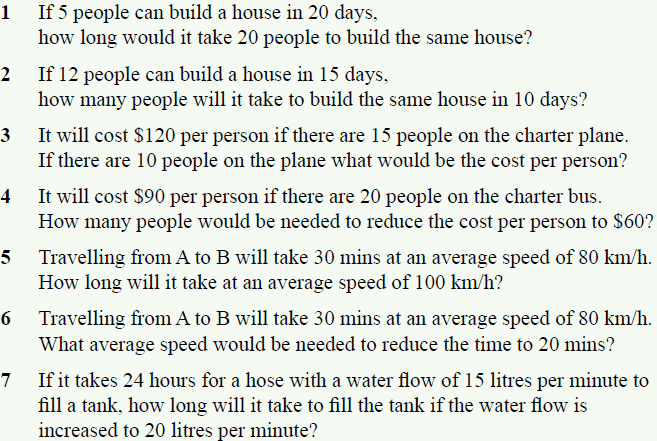 1 If 5 people can build a house in 20 days,
how long would it take 20 people to build the same house?
2 If 12 people can build a house in 15 days,
how many people will it take to build the same house in 10 days?
3 It will cost $120 per person if there are 15 people on the charter plane.
If there are 10 people on the plane what would be the cost per person?
4 It will cost $90 per person if there are 20 people on the charter bus.
How many people would be needed to reduce the cost per person to $60?
5 Travelling from A to B will take 30 mins at an average speed of 80 km/h.
How long will it take at an average speed of 100 km/h?
6 Travelling from A to B will take 30 mins at an average speed of 80 km/h.
What average speed would be needed to reduce the time to 20 mins?
7 If it takes 24 hours for a hose with a water flow of 15 litres per minute to
fill a tank, how long will it take to fill the tank if the water flow is
increased to 20 litres per minute?